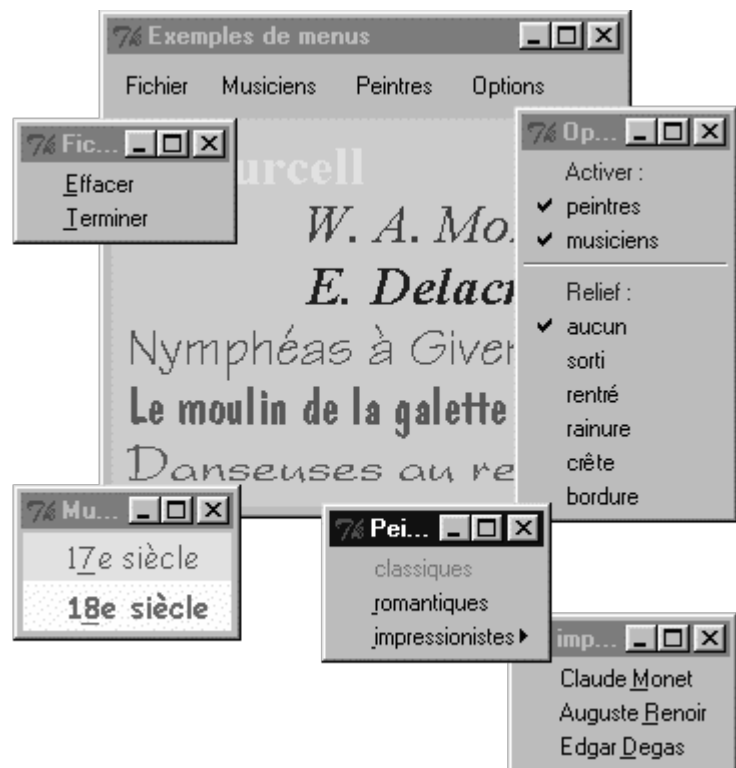 Exemples de menus
Fichier Musiciens Peintres Options
Fic...
Effacer
Terminer
urcell
W. A. Mo
E. Delac
Nymphéas à Giver
Le moulin de la galette
Danseuses au re
Op...
Activer :
peintres
musiciens
Relief :
aucun
sorti
rentré
rainure
crête
bordure
Mu...
17e siècle
18e siècle
Pei...
classiques
romantiques
impressionistes
imp...
Claude Monet
Auguste Renoir
Edgar Degas